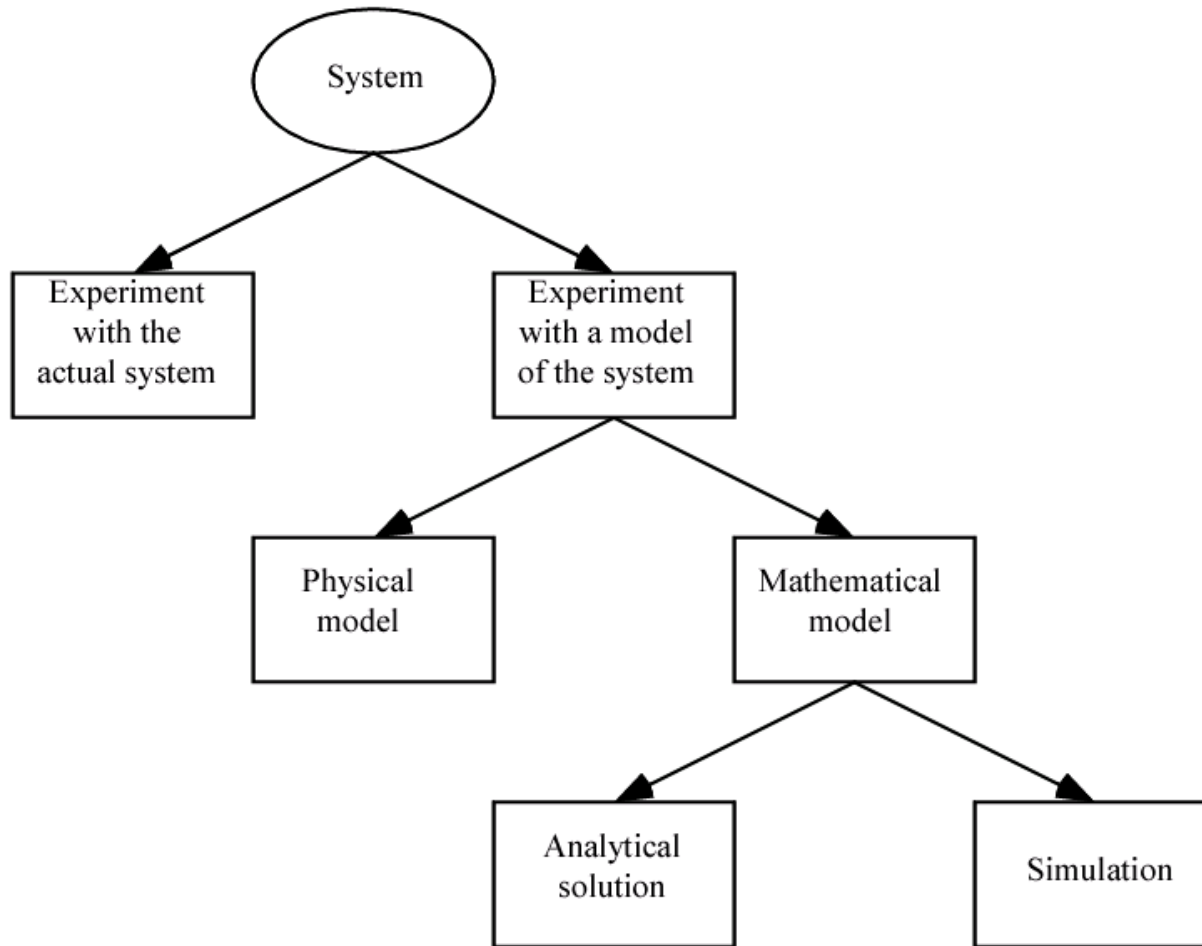 System
Experiment
with the
actual system
Experiment
with a model
of the system
Physical
model
Mathematical
model
Analytical
solution
Simulation